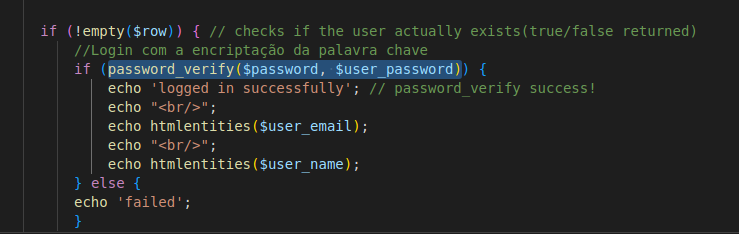 if (!empty($row)) { // checks if the user actually exists(true/false returned)
//Login com a encriptação da palavra chave
if (password_verify($password, $user_password)) {
echo 'logged in successfully'; // password_verify success!
echo "<br/>";
echo htmlentities($user_email);
echo "<br/>";
echo htmlentities($user_name);
} else {
echo 'failed';
}